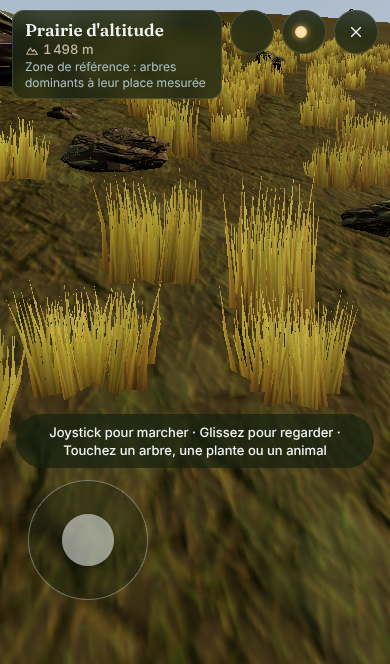 Prairie d'altitude
1 498 m
Zone de référence : arbres
dominants à leur place mesurée
Joystick pour marcher · Glissez pour regarder ·
Touchez un arbre, une plante ou un animal